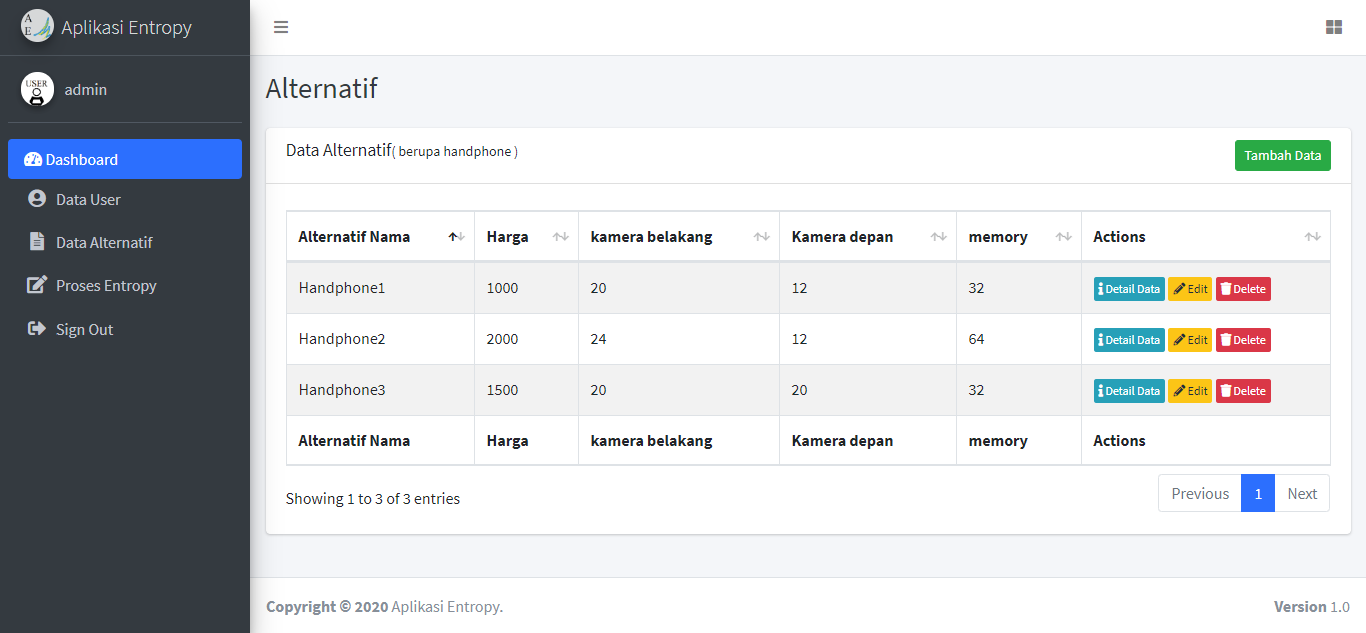 A
E
Aplikasi Entropy
USER
admin
Dashboard
Data User
Data Alternatif
Proses Entropy
Sign Out
Alternatif
Data Alternatif( berupa handphone )
Tambah Data
Alternatif Nama Harga kamera belakang Kamera depan memory Actions
Handphone1 1000 20 12 32 Detail Data Edit Delete
Handphone2 2000 24 12 64 Detail Data Edit Delete
Handphone3 1500 20 20 32 Detail Data Edit Delete
Alternatif Nama Harga kamera belakang Kamera depan memory Actions
Showing 1 to 3 of 3 entries
Previous 1 Next
Copyright © 2020 Aplikasi Entropy.
Version 1.0